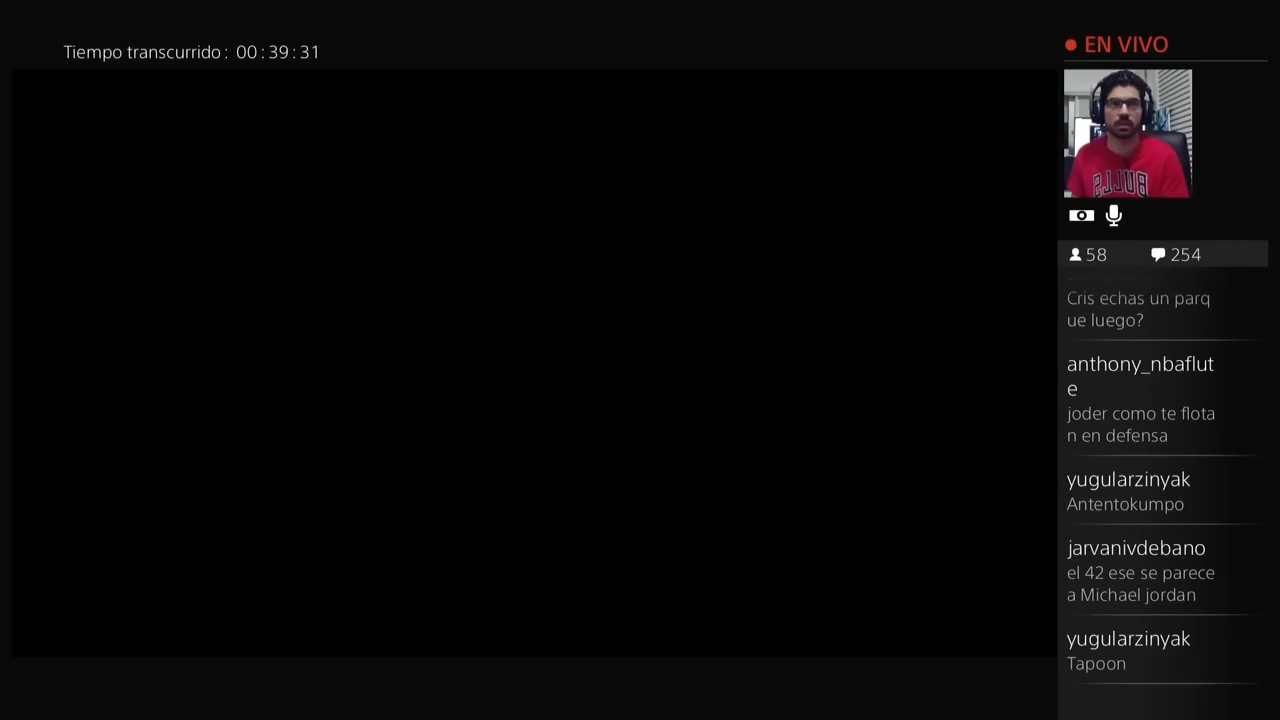 Tiempo transcurrido: 00:39:31
EN VIVO
BULLS
58 254
Cris echas un parq
ue luego?
anthony_nbaflut
e
joder como te flota
n en defensa
yugularzinyak
Antentokumpo
jarvanivdebano
el 42 ese se parece
a Michael jordan
yugularzinyak
Tapoon